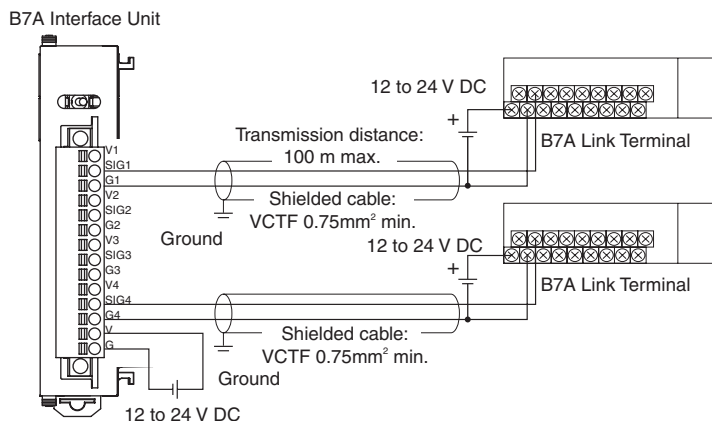 B7A Interface Unit
12 to 24 V DC
+
B7A Link Terminal
Transmission distance:
100 m max.
V1
SIG1
G1
V2
SIG2
G2
V3
SIG3
G3
V4
SIG4
G4
V
G
Shielded cable:
VCTF 0.75mm² min.
Ground
12 to 24 V DC
+
B7A Link Terminal
Shielded cable:
VCTF 0.75mm² min.
Ground
12 to 24 V DC